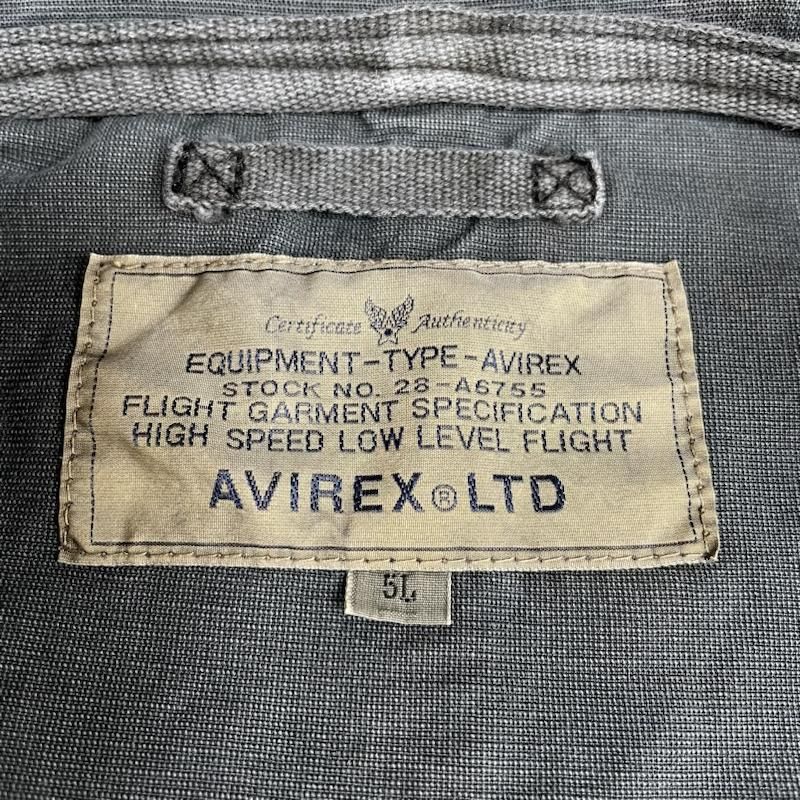 Certificate Authenticity
EQUIPMENT-TYPE-AVIREX
STOCK NO. 28-A6755
FLIGHT GARMENT SPECIFICATION
HIGH SPEED LOW LEVEL FLIGHT
AVIREX® LTD
5L